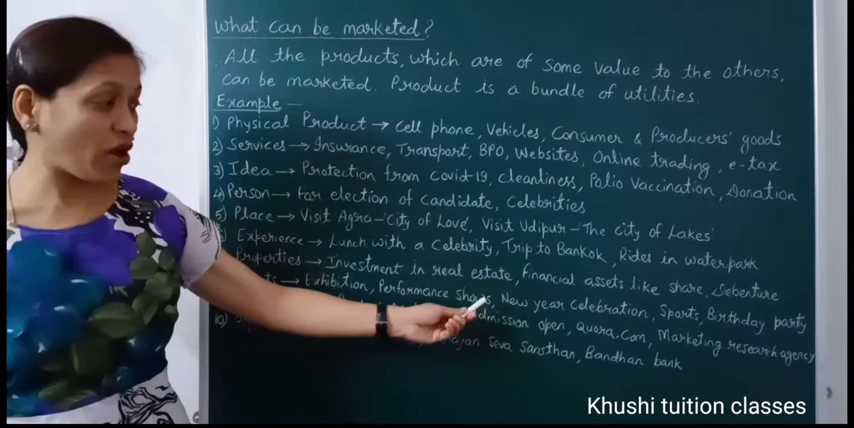 What can be marketed?
All the products, which are of some value to the others,
can be marketed. Product is a bundle of utilities.
Example —
1) Physical Product → Cell phone, Vehicles, Consumer & Producers' goods
2) Services → Insurance, Transport, BPO, Websites, Online trading, e-tax
3) Idea → Protection from Covid-19, Cleanliness, Polio Vaccination, Donation
4) Person → for election of Candidate, Celebrities
5) Place → Visit Agra - 'City of Love', Visit Udipur - 'The City of Lakes'
Experience → Lunch with a Celebrity, Trip to Bankok, Rides in water park
Properties → Investment in real estate, financial assets like share, Debenture
→ Exhibition, Performance shows, New year Celebration, Sports, Birthday party
admission open, Quora.Com, Marketing research agency
10) Seva Sansthan, Bandhan bank
Khushi tuition classes